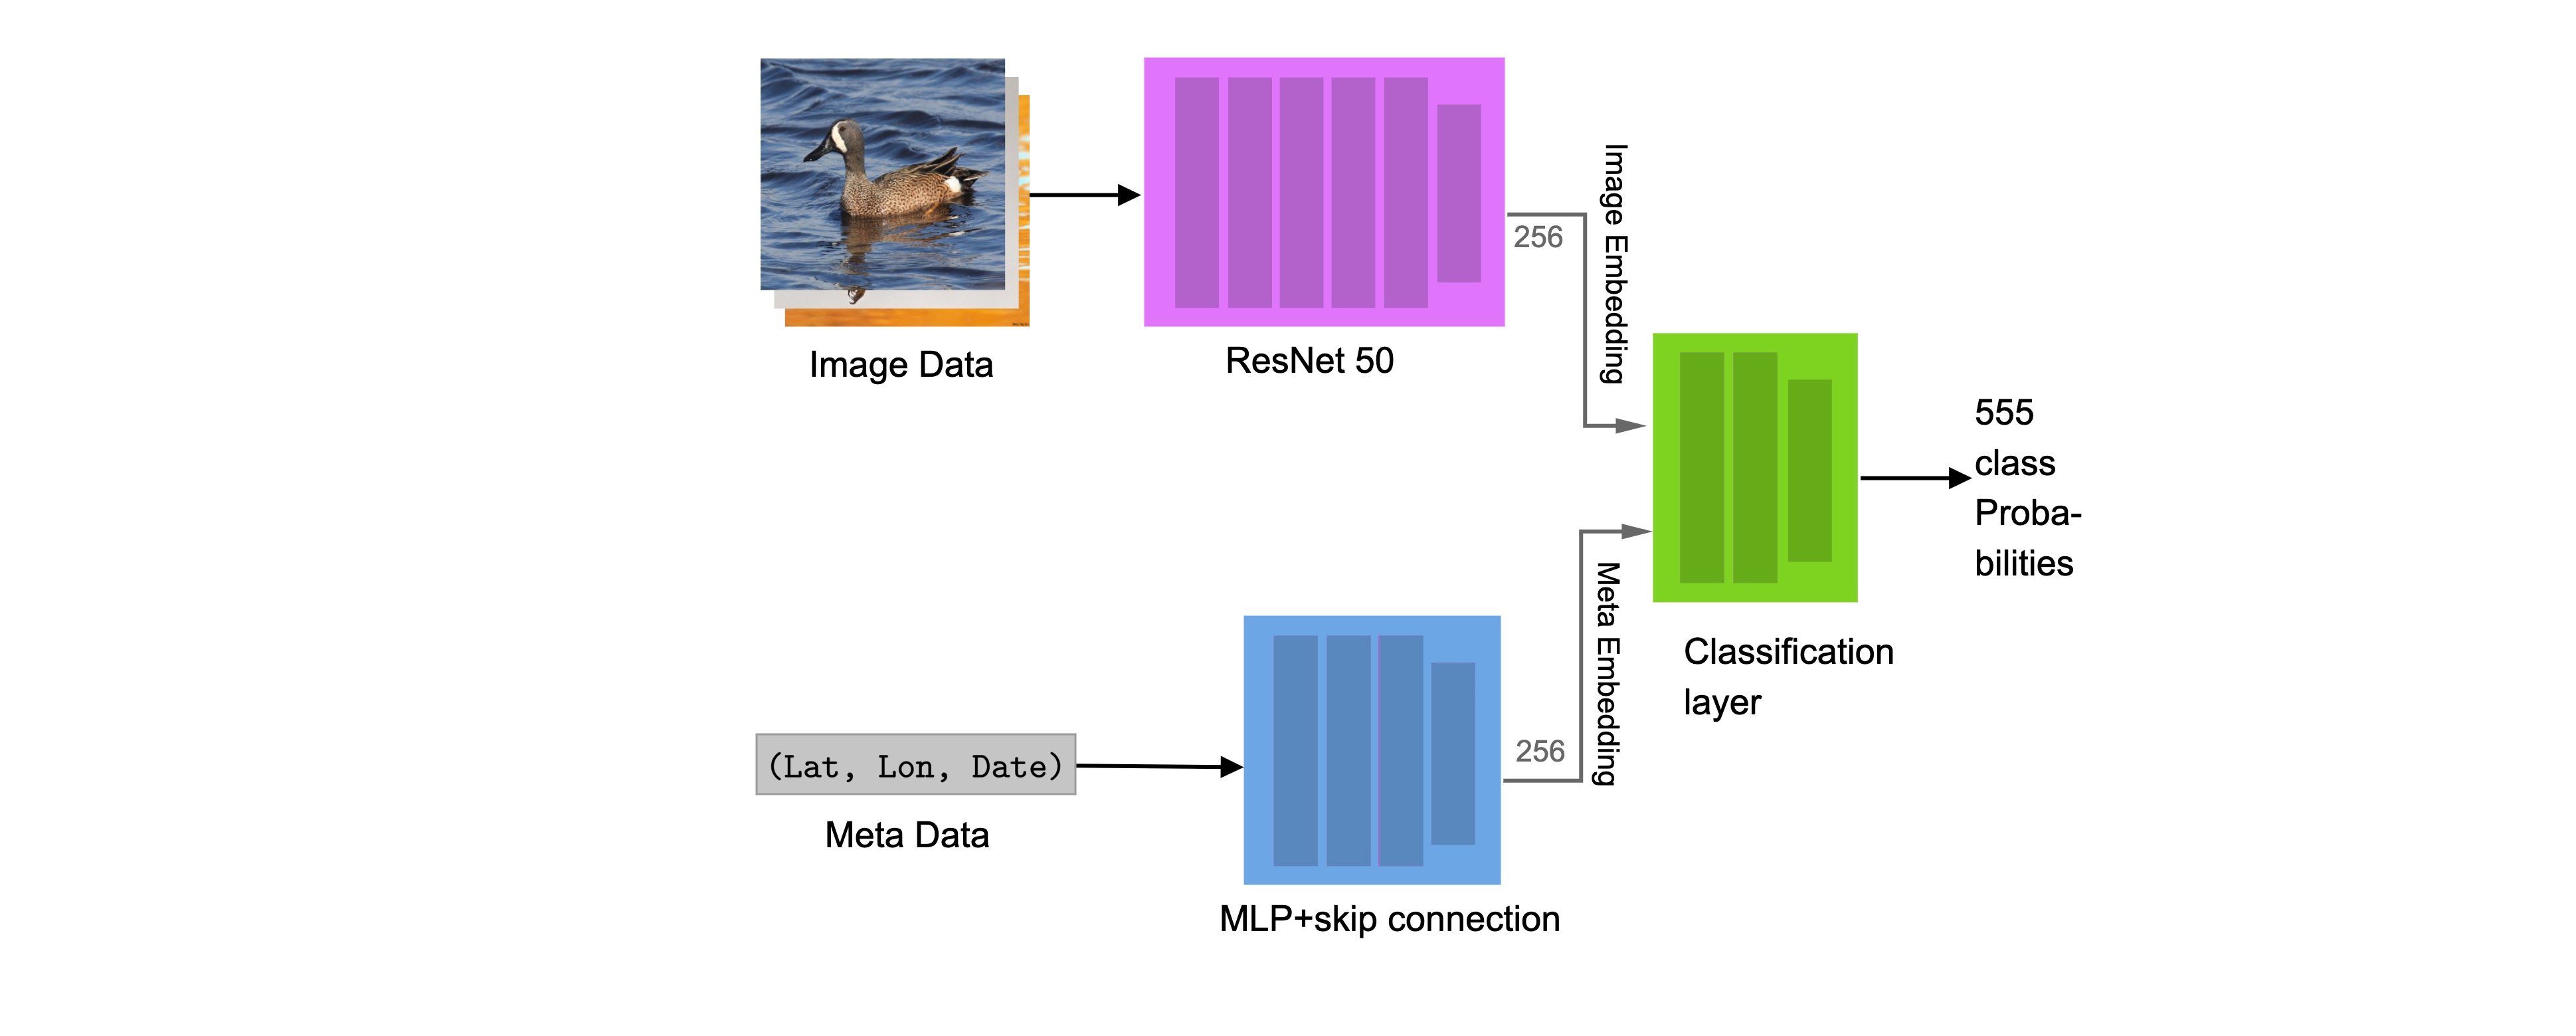 Image Data
ResNet 50
256
Image Embedding
555
class
Proba-
bilities
Classification
layer
(Lat, Lon, Date)
Meta Data
256
Meta Embedding
MLP+skip connection